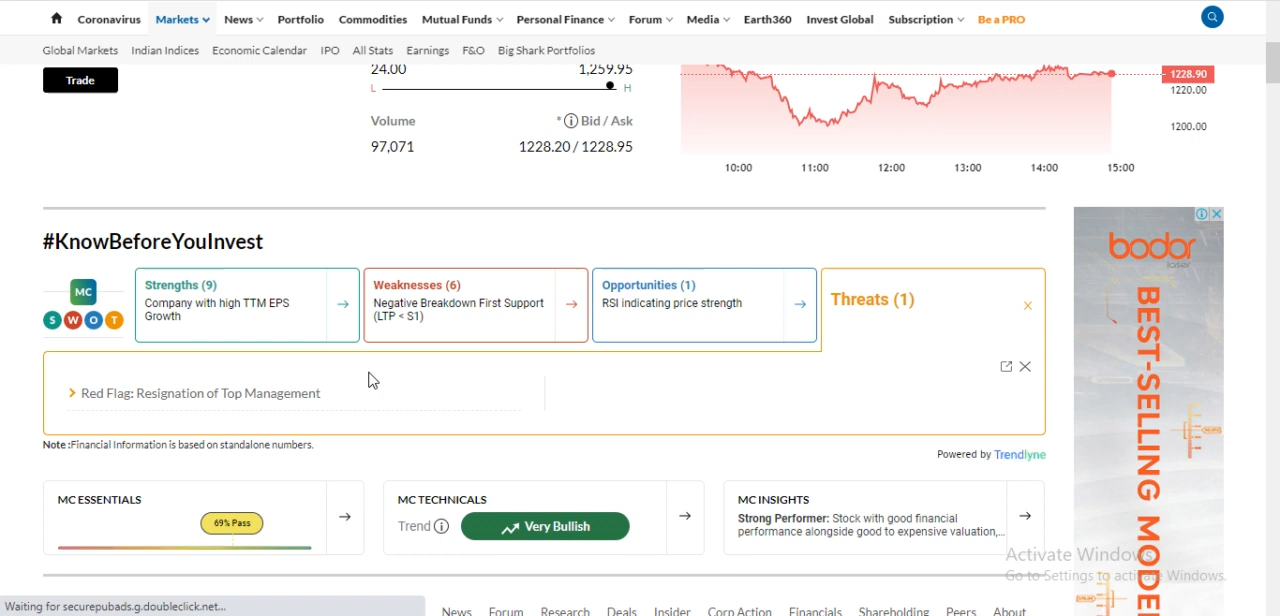 Coronavirus Markets News Portfolio Commodities Mutual Funds Personal Finance Forum Media Earth360 Invest Global Subscription Be a PRO
Global Markets Indian Indices Economic Calendar IPO All Stats Earnings F&O Big Shark Portfolios
Trade
24.00 1,259.95
L H
Volume * i Bid / Ask
97,071 1228.20 / 1228.95
1228.90
1220.00
1200.00
10:00 11:00 12:00 13:00 14:00 15:00
#KnowBeforeYouInvest
MC
S W O T
Strengths (9)
Company with high TTM EPS
Growth
Weaknesses (6)
Negative Breakdown First Support
(LTP < S1)
Opportunities (1)
RSI indicating price strength
Threats (1)
Red Flag: Resignation of Top Management
Note :Financial Information is based on standalone numbers.
Powered by Trendlyne
MC ESSENTIALS
69% Pass
MC TECHNICALS
Trend i Very Bullish
MC INSIGHTS
Strong Performer: Stock with good financial
performance alongside good to expensive valuation,...
bodor
laser
BEST-SELLING MODE
Activate Windows
Go to Settings to activate Windows.
Waiting for securepubads.g.doubleclick.net...
News Forum Research Deals Insider Corp Action Financials Shareholding Peers About